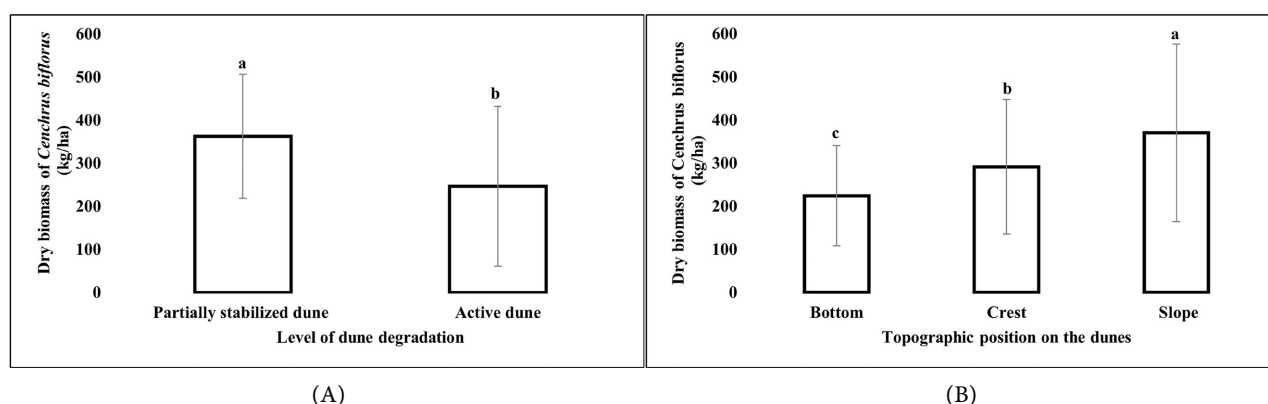 Dry biomass of Cenchrus biflorus
(kg/ha)
600
500
400
300
200
100
0
a
b
Partially stabilized dune
Active dune
Level of dune degradation
(A)
Dry biomass of Cenchrus biflorus
(kg/ha)
600
500
400
300
200
100
0
c
b
a
Bottom
Crest
Slope
Topographic position on the dunes
(B)